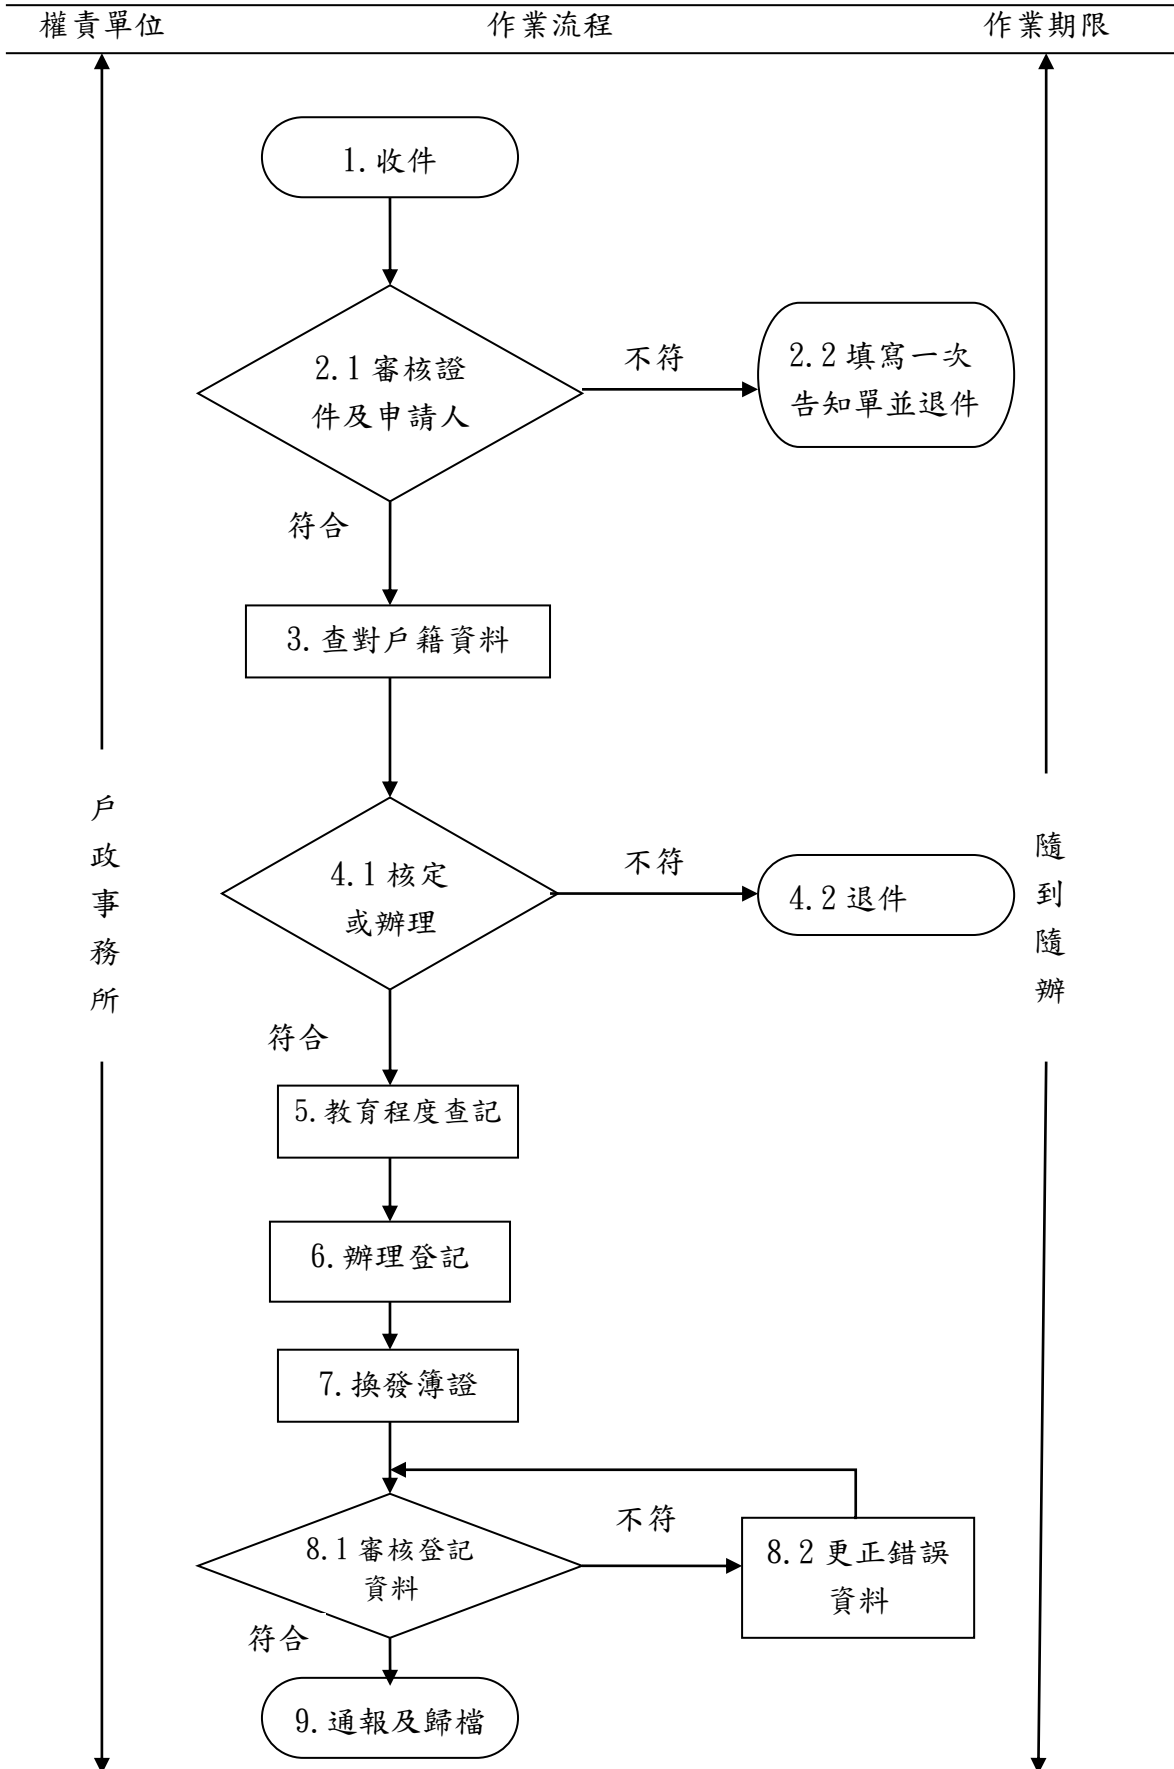 權責單位
作業流程
作業期限
1.收件
2.1 審核證
件及申請人
不符
2.2 填寫一次
告知單並退件
符合
3.查對戶籍資料
戶
政
事
務
所
4.1 核定
或辦理
不符
4.2 退件
隨
到
隨
辦
符合
5.教育程度查記
6.辦理登記
7.換發簿證
8.1 審核登記
資料
不符
8.2 更正錯誤
資料
符合
9.通報及歸檔